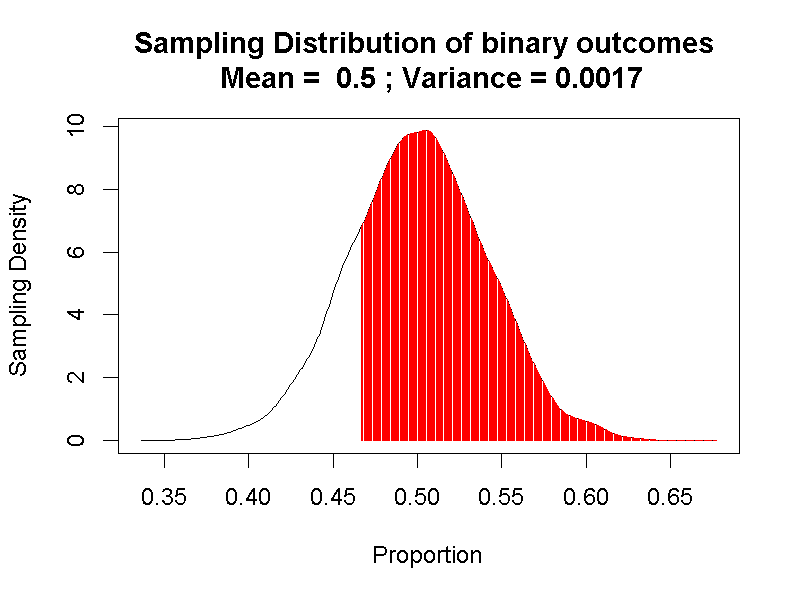 Sampling Distribution of binary outcomes
Mean =  0.5 ; Variance = 0.0017
Sampling Density
10
8
6
4
2
0
0.35 0.40 0.45 0.50 0.55 0.60 0.65
Proportion